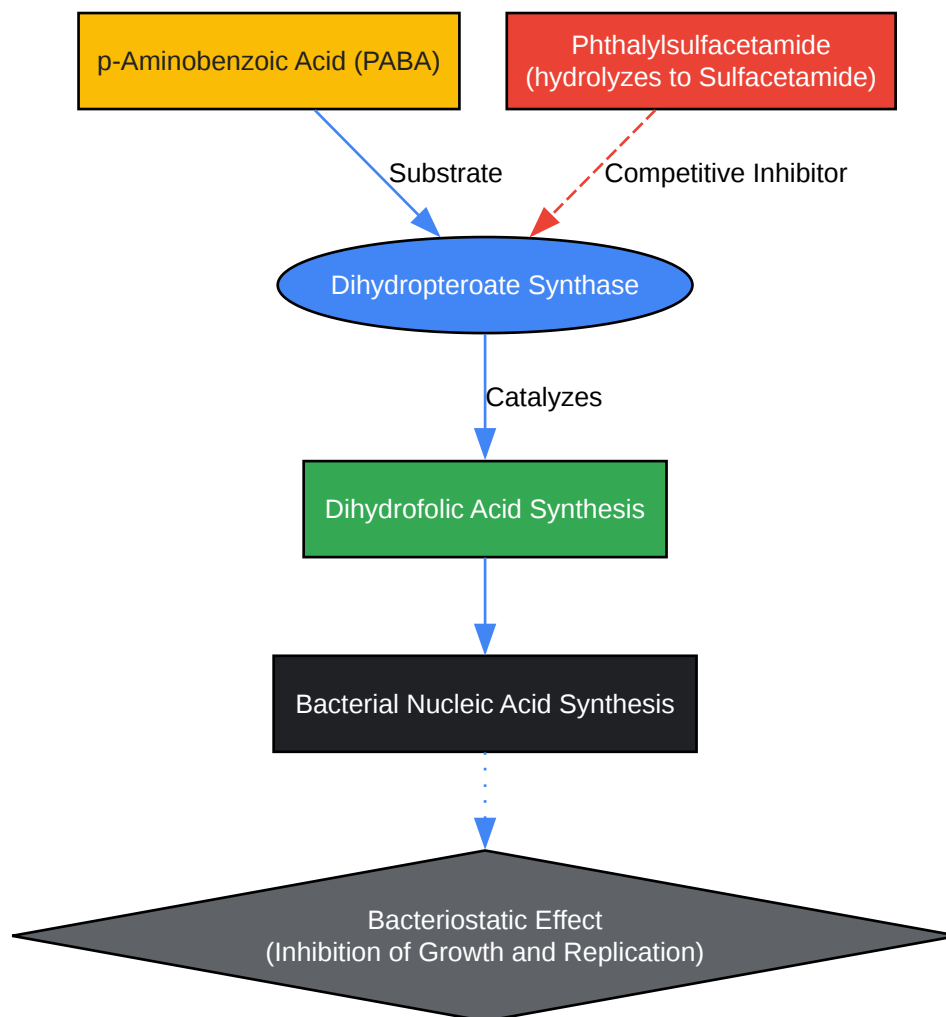 p-Aminobenzoic Acid (PABA)
Phthalylsulfacetamide
(hydrolyzes to Sulfacetamide)
Substrate
Competitive Inhibitor
Dihydropteroate Synthase
Catalyzes
Dihydrofolic Acid Synthesis
Bacterial Nucleic Acid Synthesis
Bacteriostatic Effect
(Inhibition of Growth and Replication)